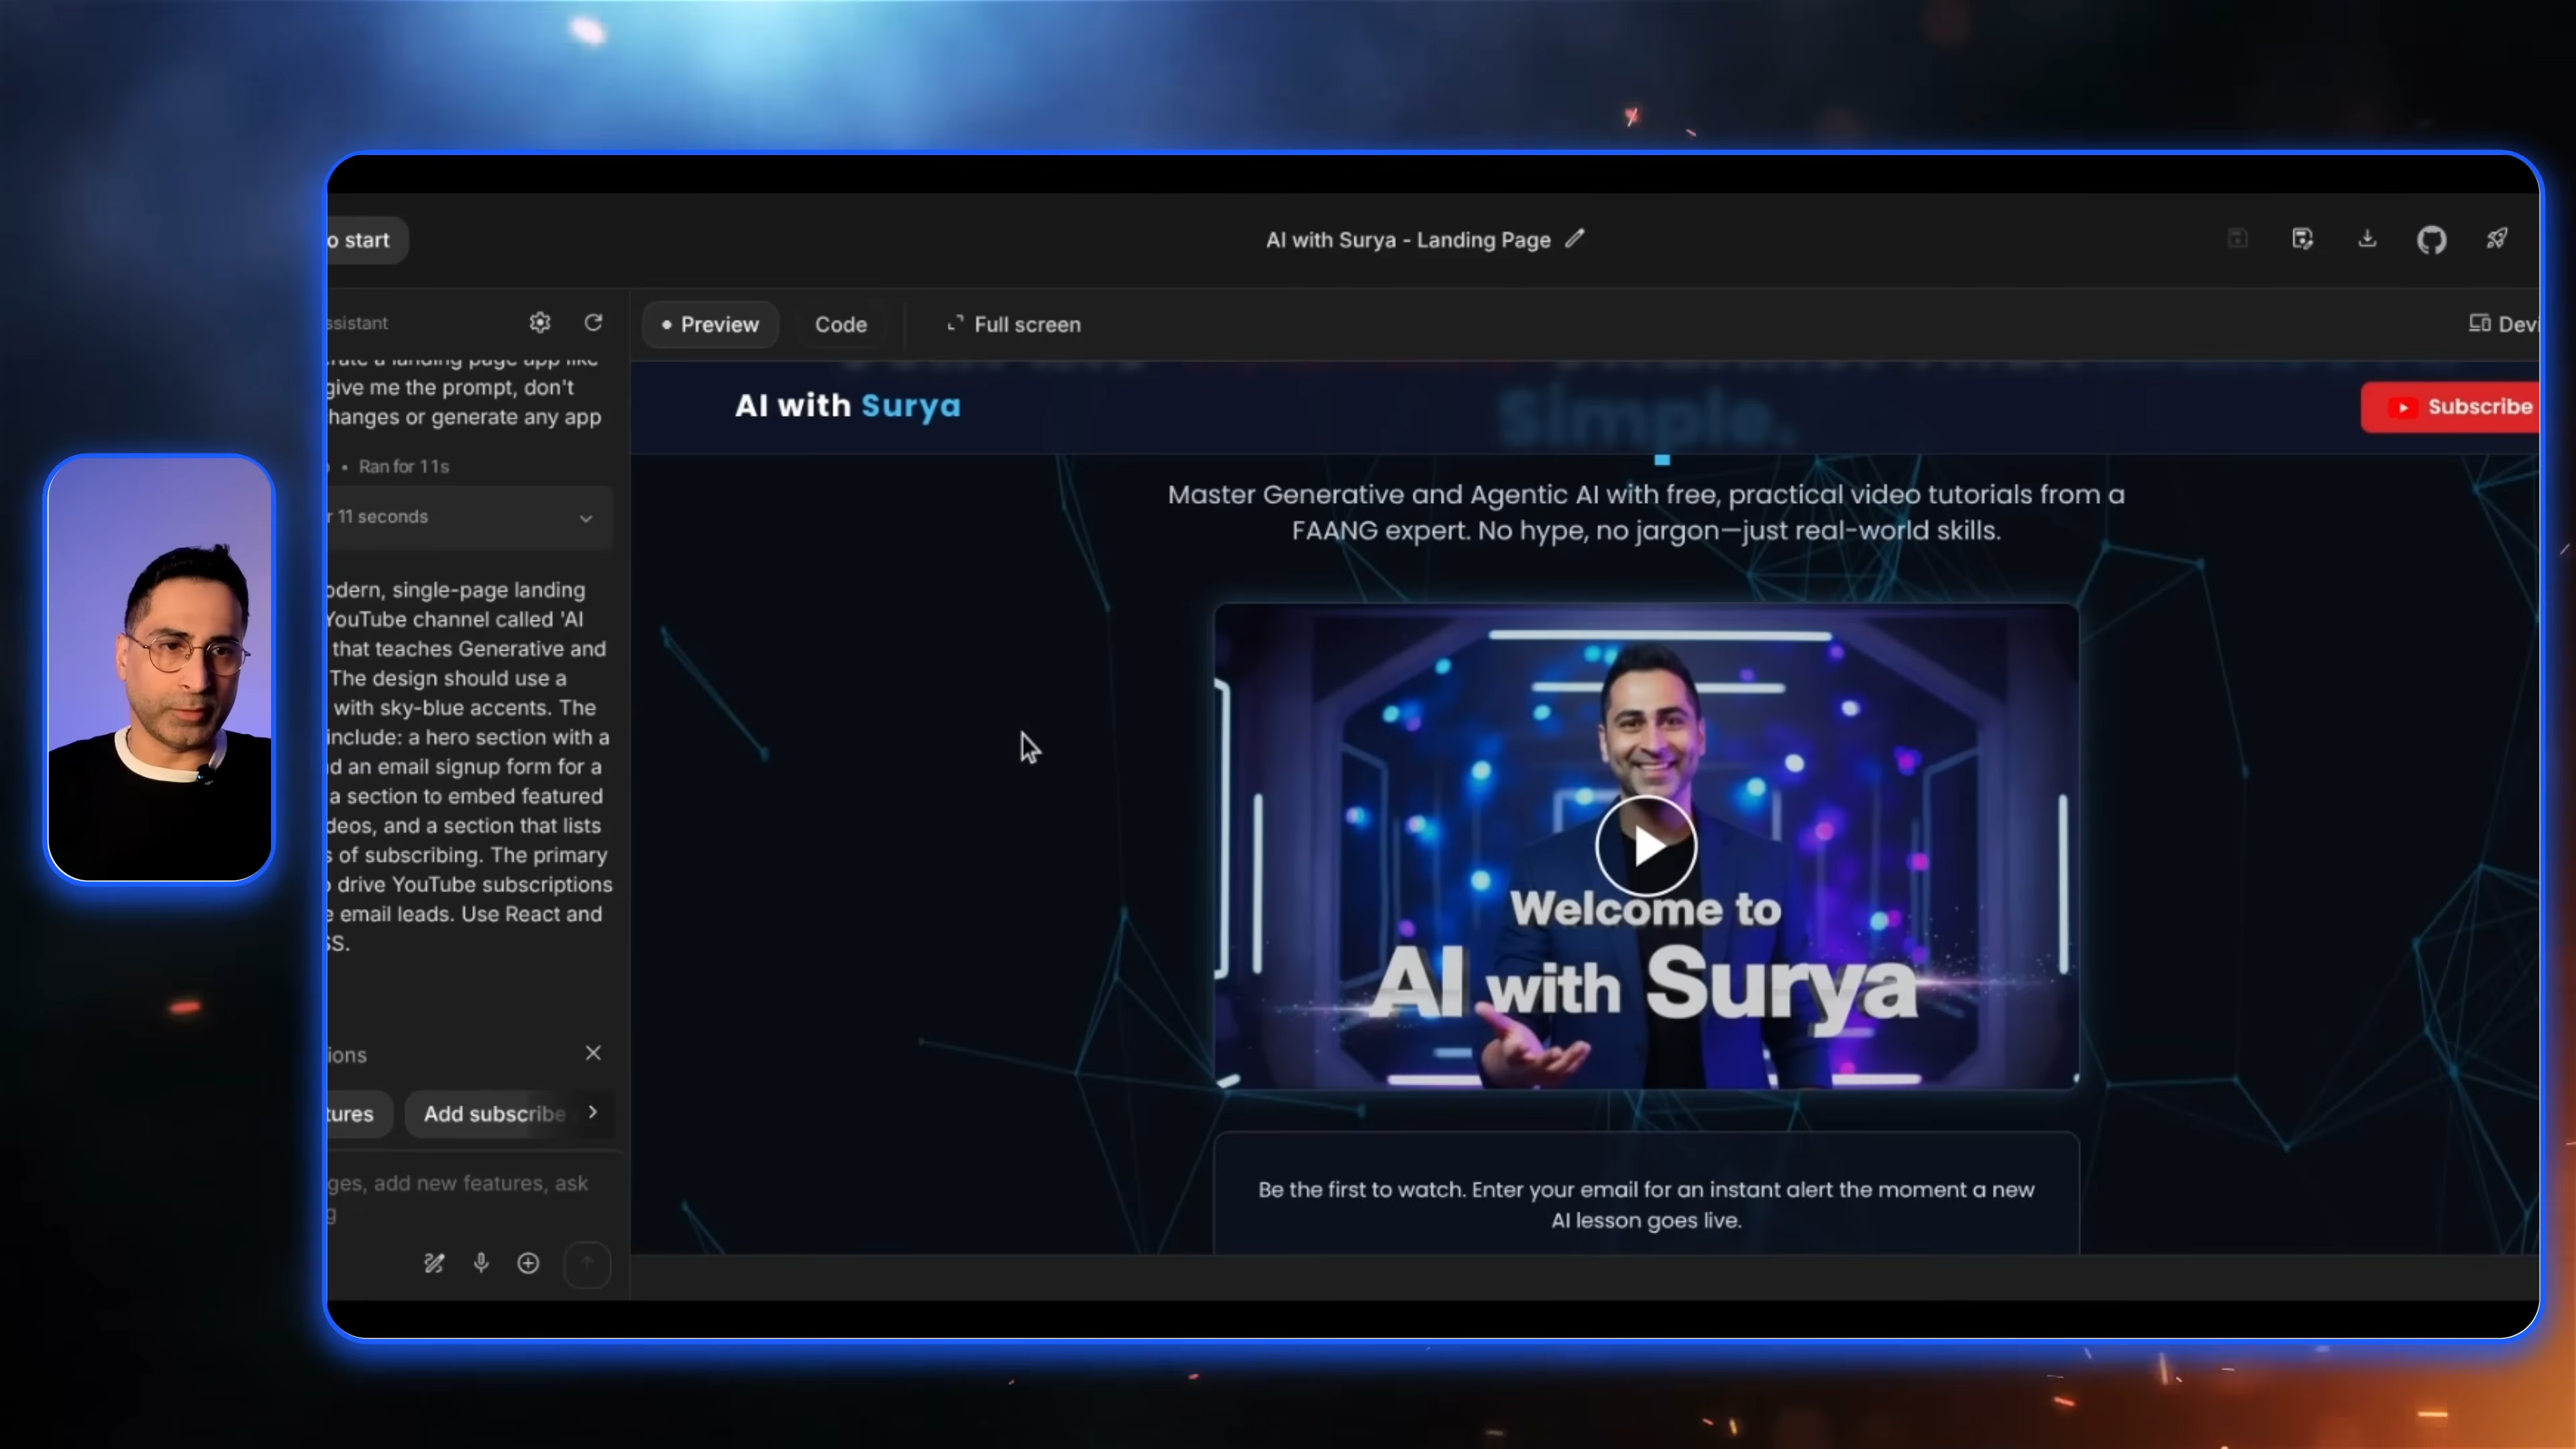 o start
AI with Surya - Landing Page
ssistant
Preview
Code
Full screen
Devi
give me the prompt, don't
hanges or generate any app
• Ran for 11s
r 11 seconds
odern, single-page landing
YouTube channel called 'AI
that teaches Generative and
The design should use a
with sky-blue accents. The
include: a hero section with a
d an email signup form for a
a section to embed featured
deos, and a section that lists
s of subscribing. The primary
o drive YouTube subscriptions
e email leads. Use React and
SS.
ions
tures
Add subscribe
ges, add new features, ask
g
AI with Surya
Simple.
Subscribe
Master Generative and Agentic AI with free, practical video tutorials from a
FAANG expert. No hype, no jargon—just real-world skills.
Welcome to
AI with Surya
Be the first to watch. Enter your email for an instant alert the moment a new
AI lesson goes live.